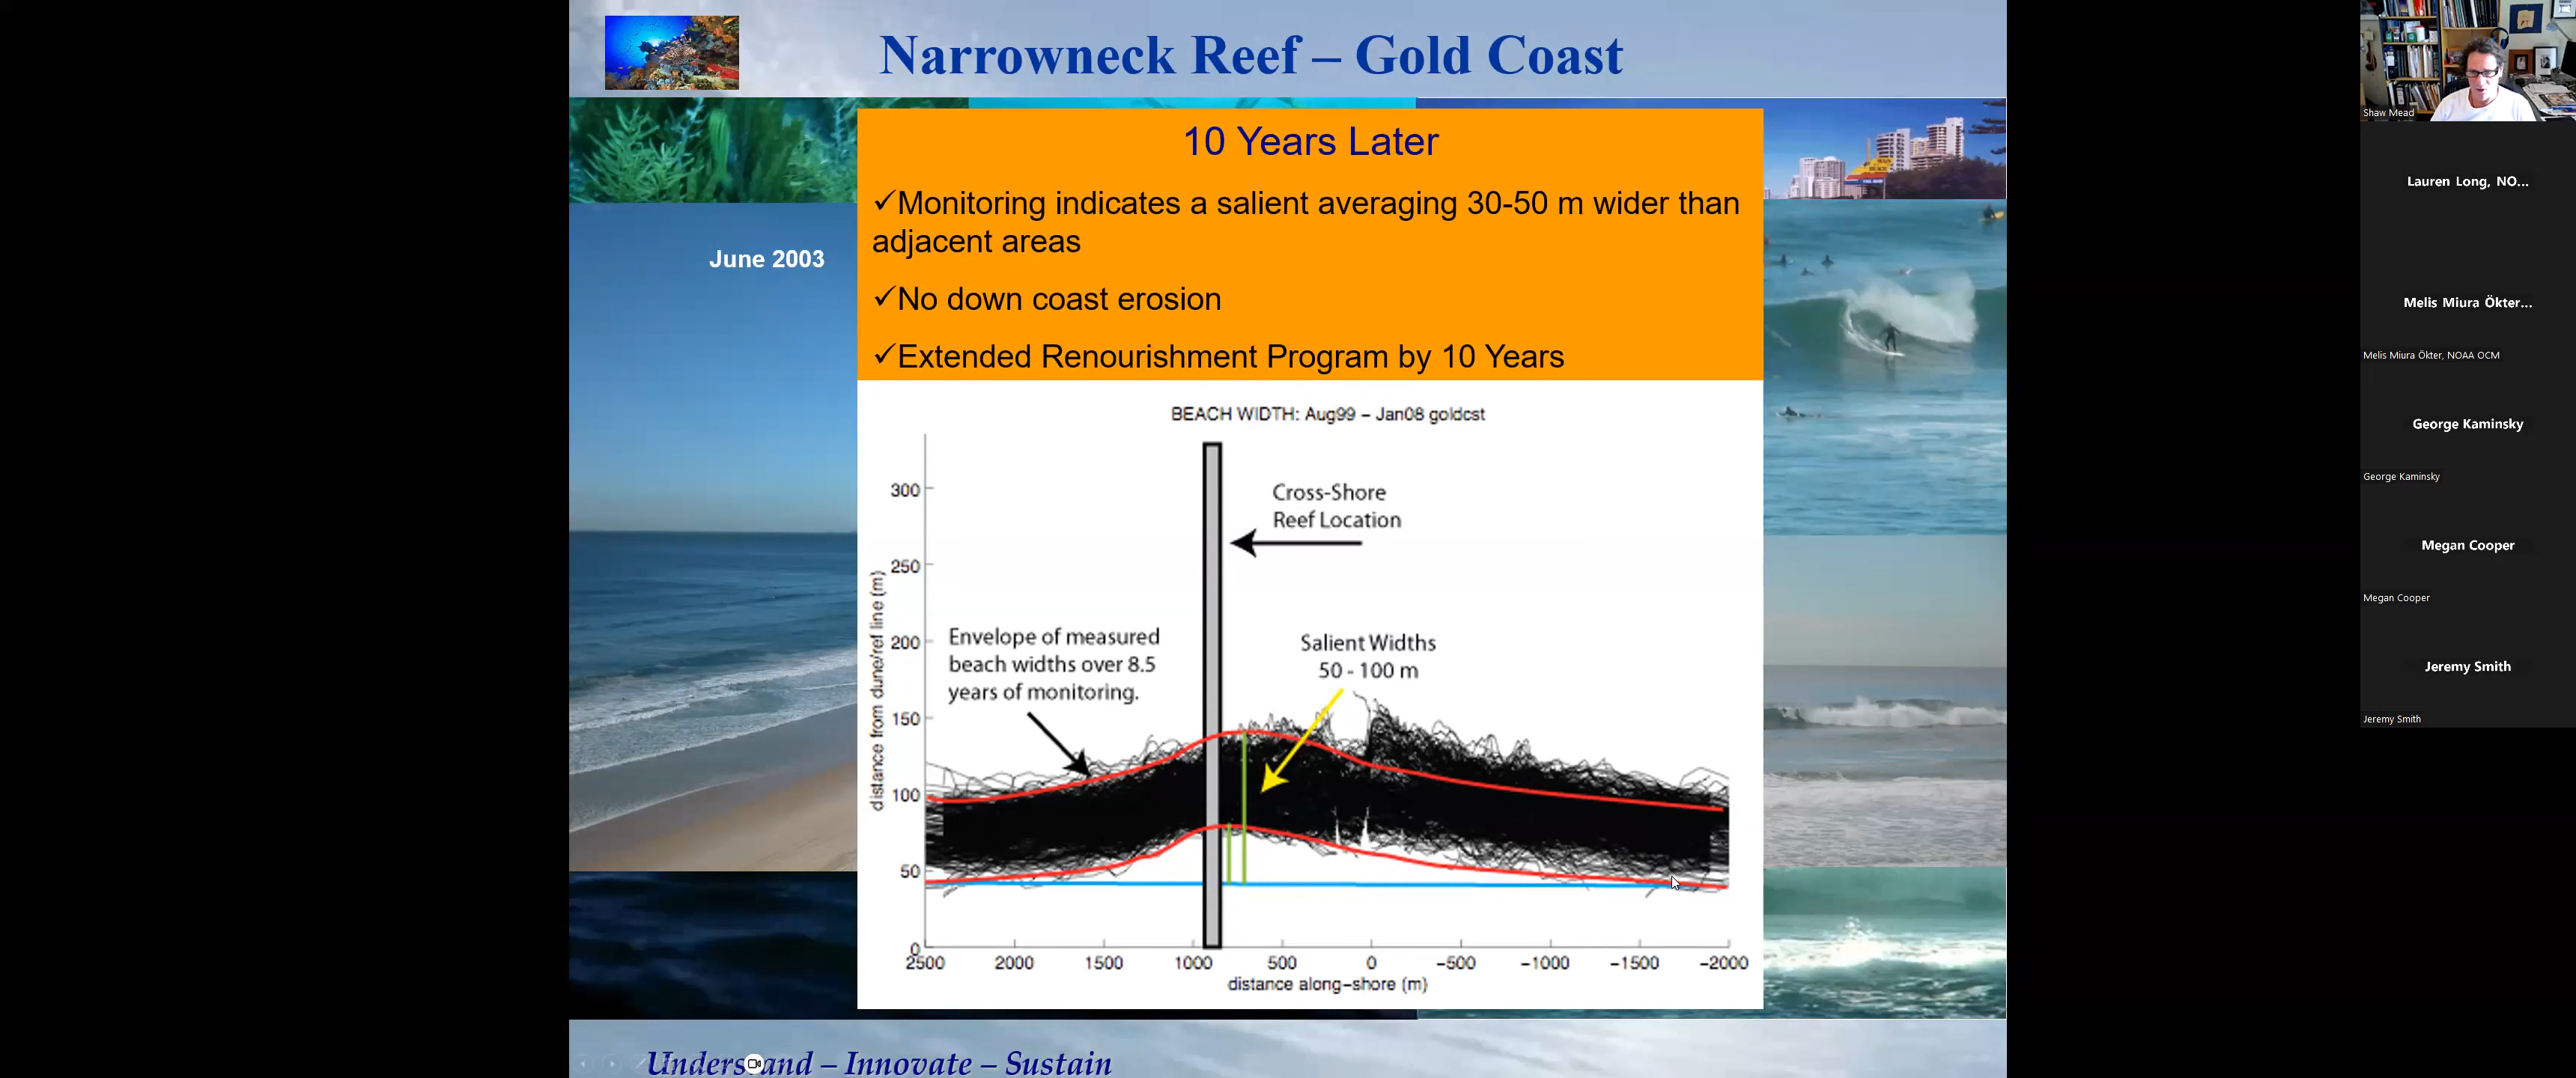 Narrowneck Reef – Gold Coast
10 Years Later
✓Monitoring indicates a salient averaging 30-50 m wider than
adjacent areas
✓No down coast erosion
✓Extended Renourishment Program by 10 Years
June 2003
BEACH WIDTH: Aug99 – Jan08 goldcst
Cross-Shore
Reef Location
Envelope of measured
beach widths over 8.5
years of monitoring.
Salient Widths
50 - 100 m
distance from dune/ref line (m)
300
250
200
150
100
50
0
2500 2000 1500 1000 500 0 −500 −1000 −1500 −2000
distance along−shore (m)
Understand – Innovate – Sustain
Shaw Mead
Lauren Long, NO...
Melis Miura Ökter...
Melis Miura Ökter, NOAA OCM
George Kaminsky
George Kaminsky
Megan Cooper
Megan Cooper
Jeremy Smith
Jeremy Smith